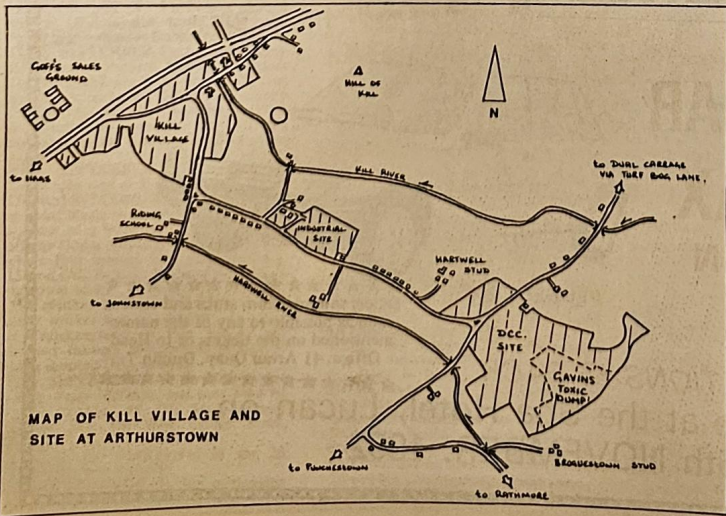 GOFF'S SALES
GROUND
HILL OF
KILL
N
KILL
VILLAGE
to NAAS
KILL RIVER
to DUAL CARRAGE
VIA TURF BOG LANE.
RIDING
SCHOOL
INDUSTRIAL
SITE
HARTWELL
STUD
to JOHNSTOWN
HARTWELL RIVER
DCC.
SITE
GAVINS
TOXIC
DUMP
MAP OF KILL VILLAGE AND
SITE AT ARTHURSTOWN
to PUNCHESTOWN
BROGUESTOWN STUD
to RATHMORE